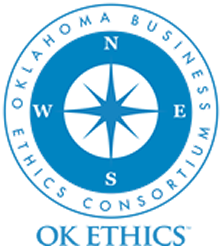 OKLAHOMA BUSINESS
ETHICS CONSORTIUM
N
W E
S
OK ETHICS™